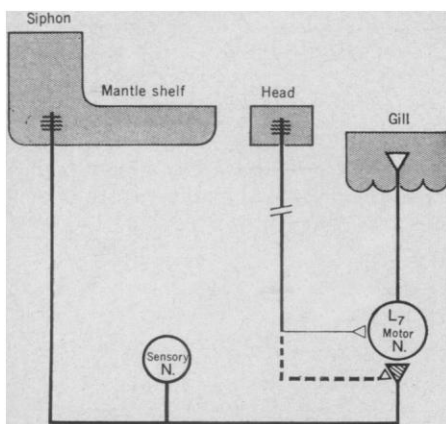 Siphon
Mantle shelf
Head
Gill
L7
Motor
N.
Sensory
N.